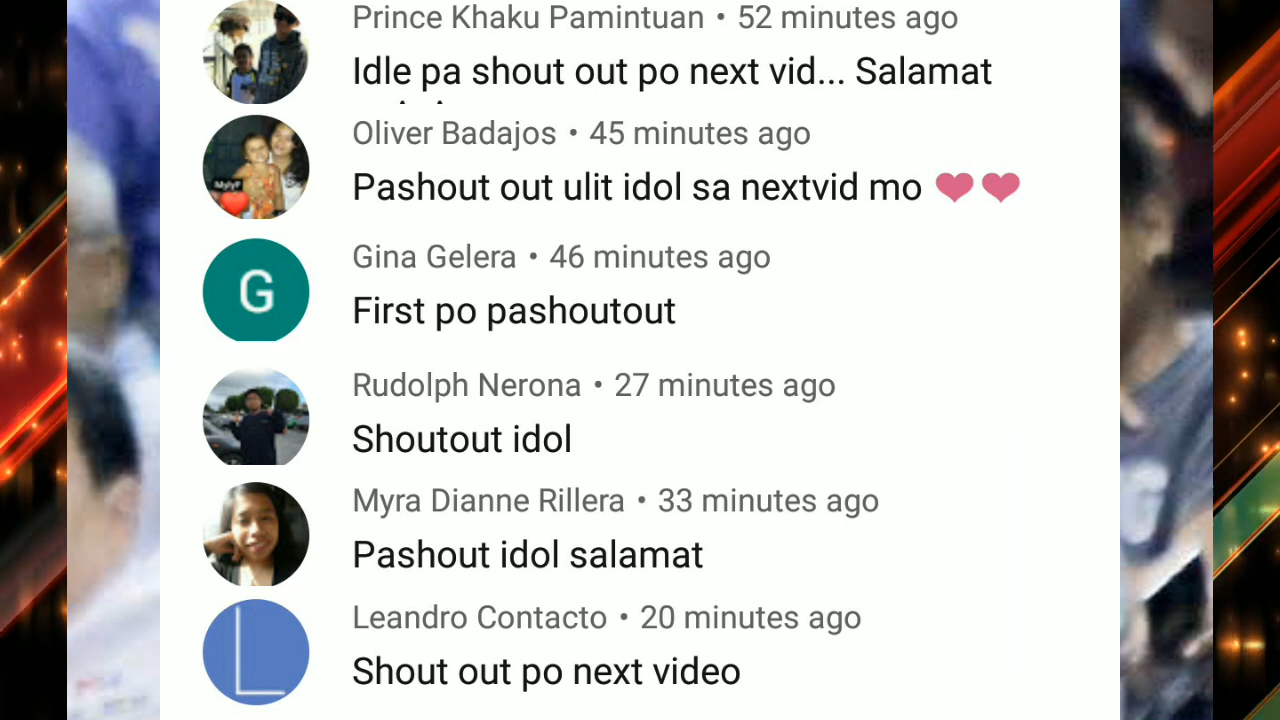 Prince Khaku Pamintuan • 52 minutes ago
Idle pa shout out po next vid... Salamat
Oliver Badajos • 45 minutes ago
Pashout out ulit idol sa nextvid mo ❤❤
G
Gina Gelera • 46 minutes ago
First po pashoutout
Rudolph Nerona • 27 minutes ago
Shoutout idol
Myra Dianne Rillera • 33 minutes ago
Pashout idol salamat
L
Leandro Contacto • 20 minutes ago
Shout out po next video